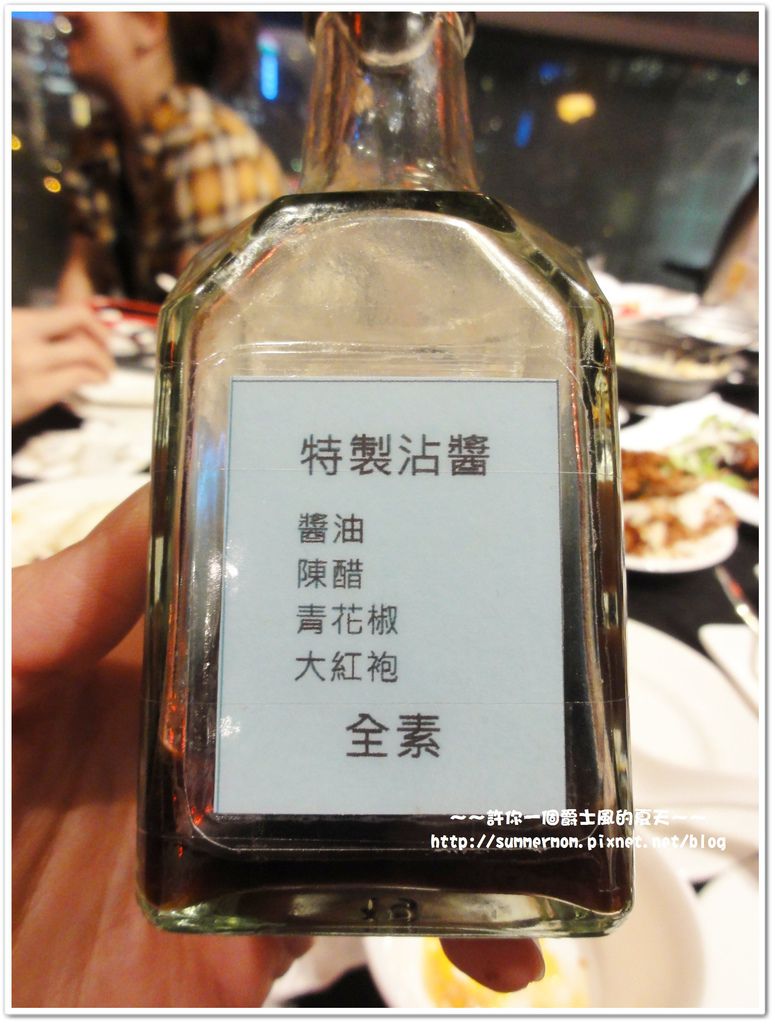 特製沾醬
醬油
陳醋
青花椒
大紅袍
全素
~~許你一個爵士風的夏天~~
http://summermom.pixnet.net/blog